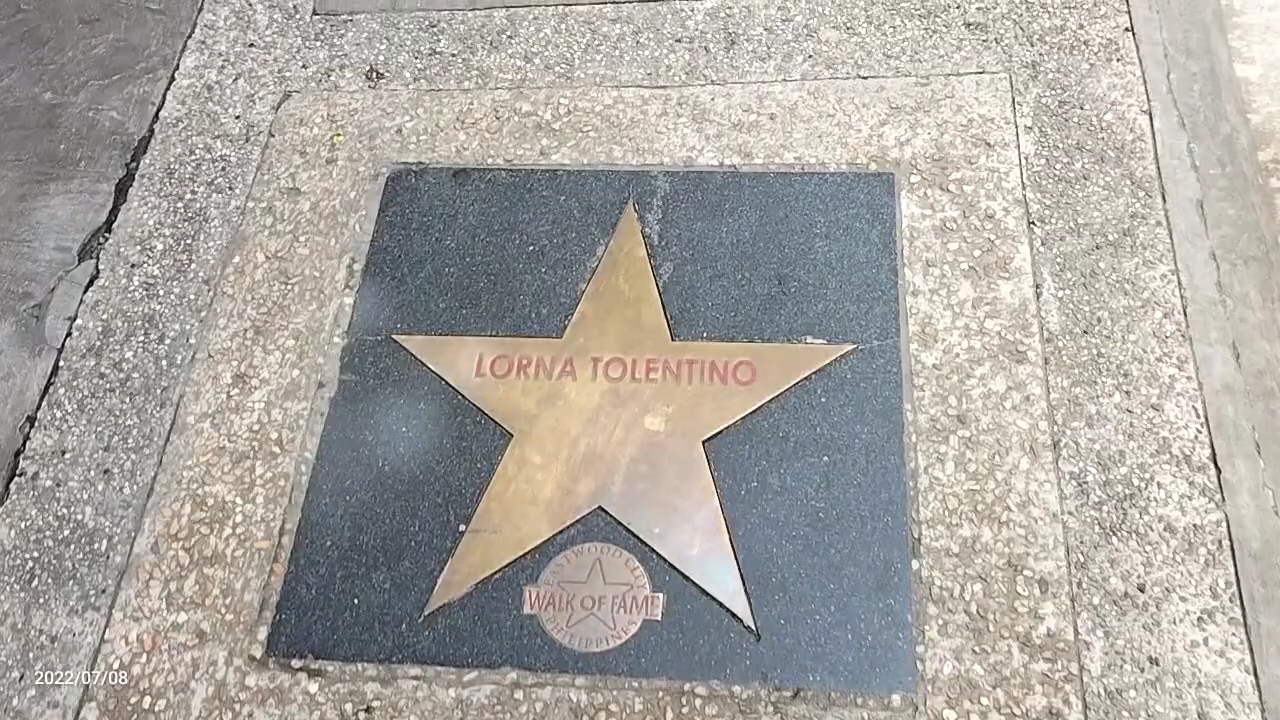 LORNA TOLENTINO
EASTWOOD CITY
WALK OF FAME
PHILIPPINES
2022/07/08